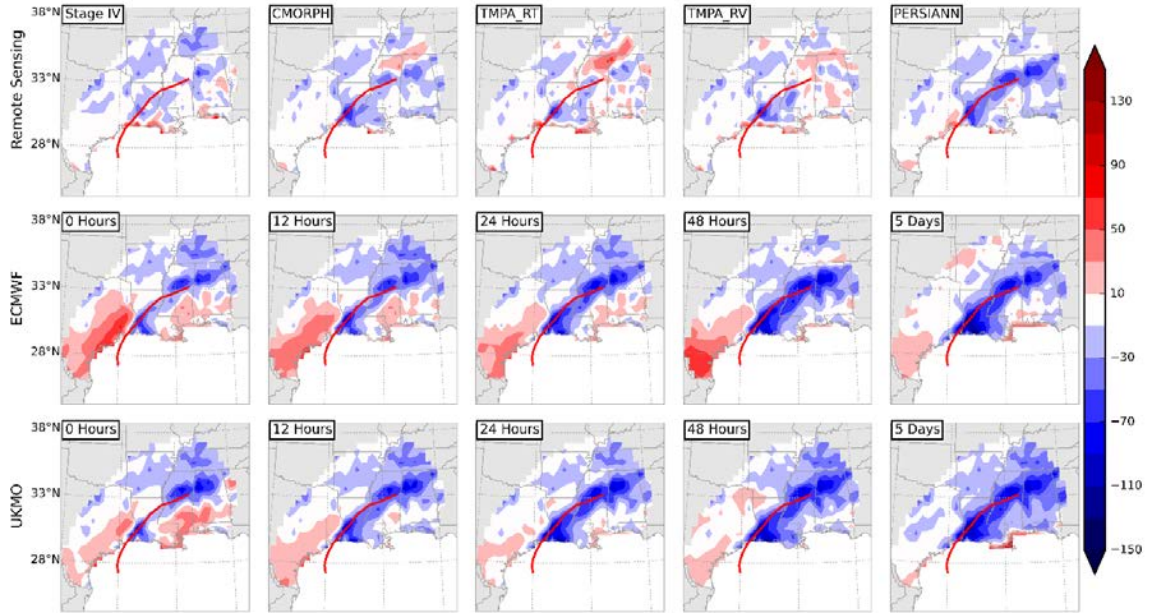 38°N
Stage IV
CMORPH
TMPA_RT
TMPA_RV
PERSIANN
33°N
28°N
Remote Sensing
38°N
0 Hours
12 Hours
24 Hours
48 Hours
5 Days
33°N
28°N
ECMWF
38°N
0 Hours
12 Hours
24 Hours
48 Hours
5 Days
33°N
28°N
UKMO
130
90
50
10
−30
−70
−110
−150